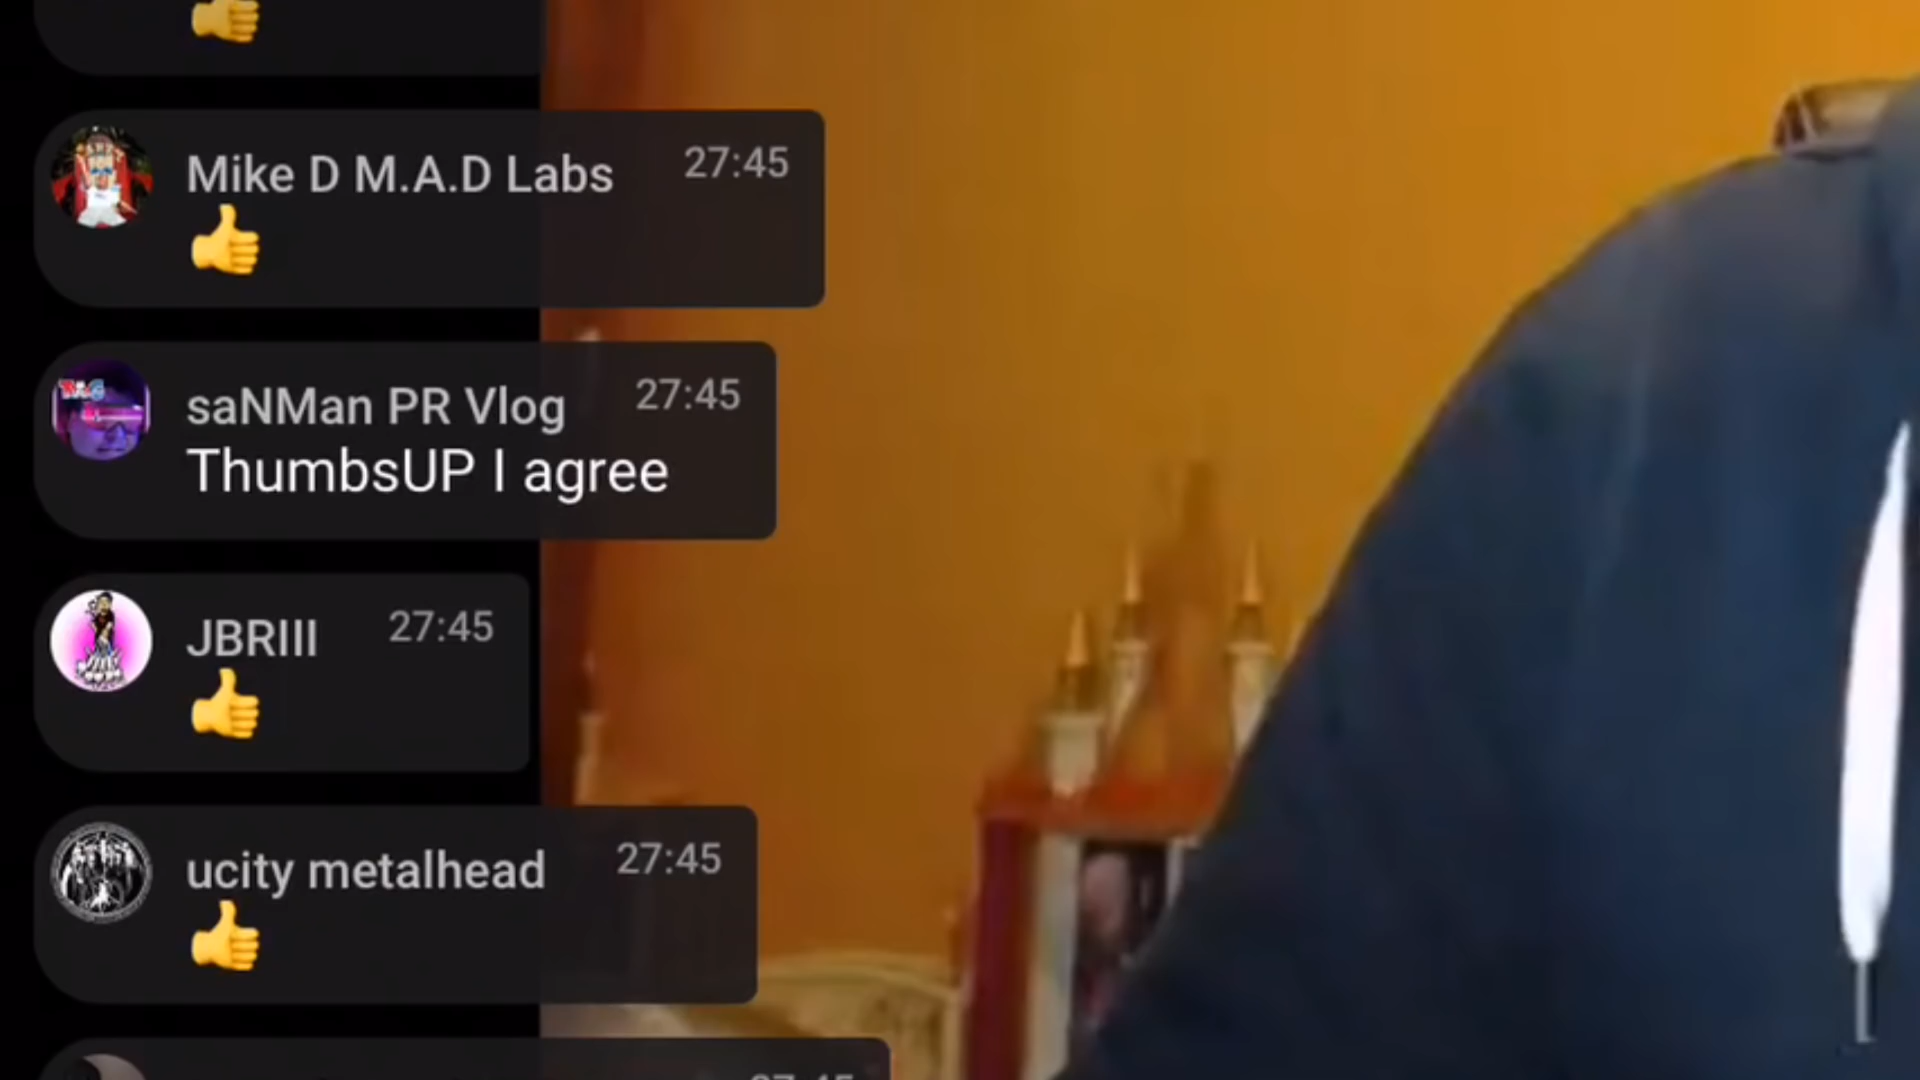 👍
Mike D M.A.D Labs 27:45
👍
saNMan PR Vlog 27:45
ThumbsUP I agree
JBRIII 27:45
👍
ucity metalhead 27:45
👍